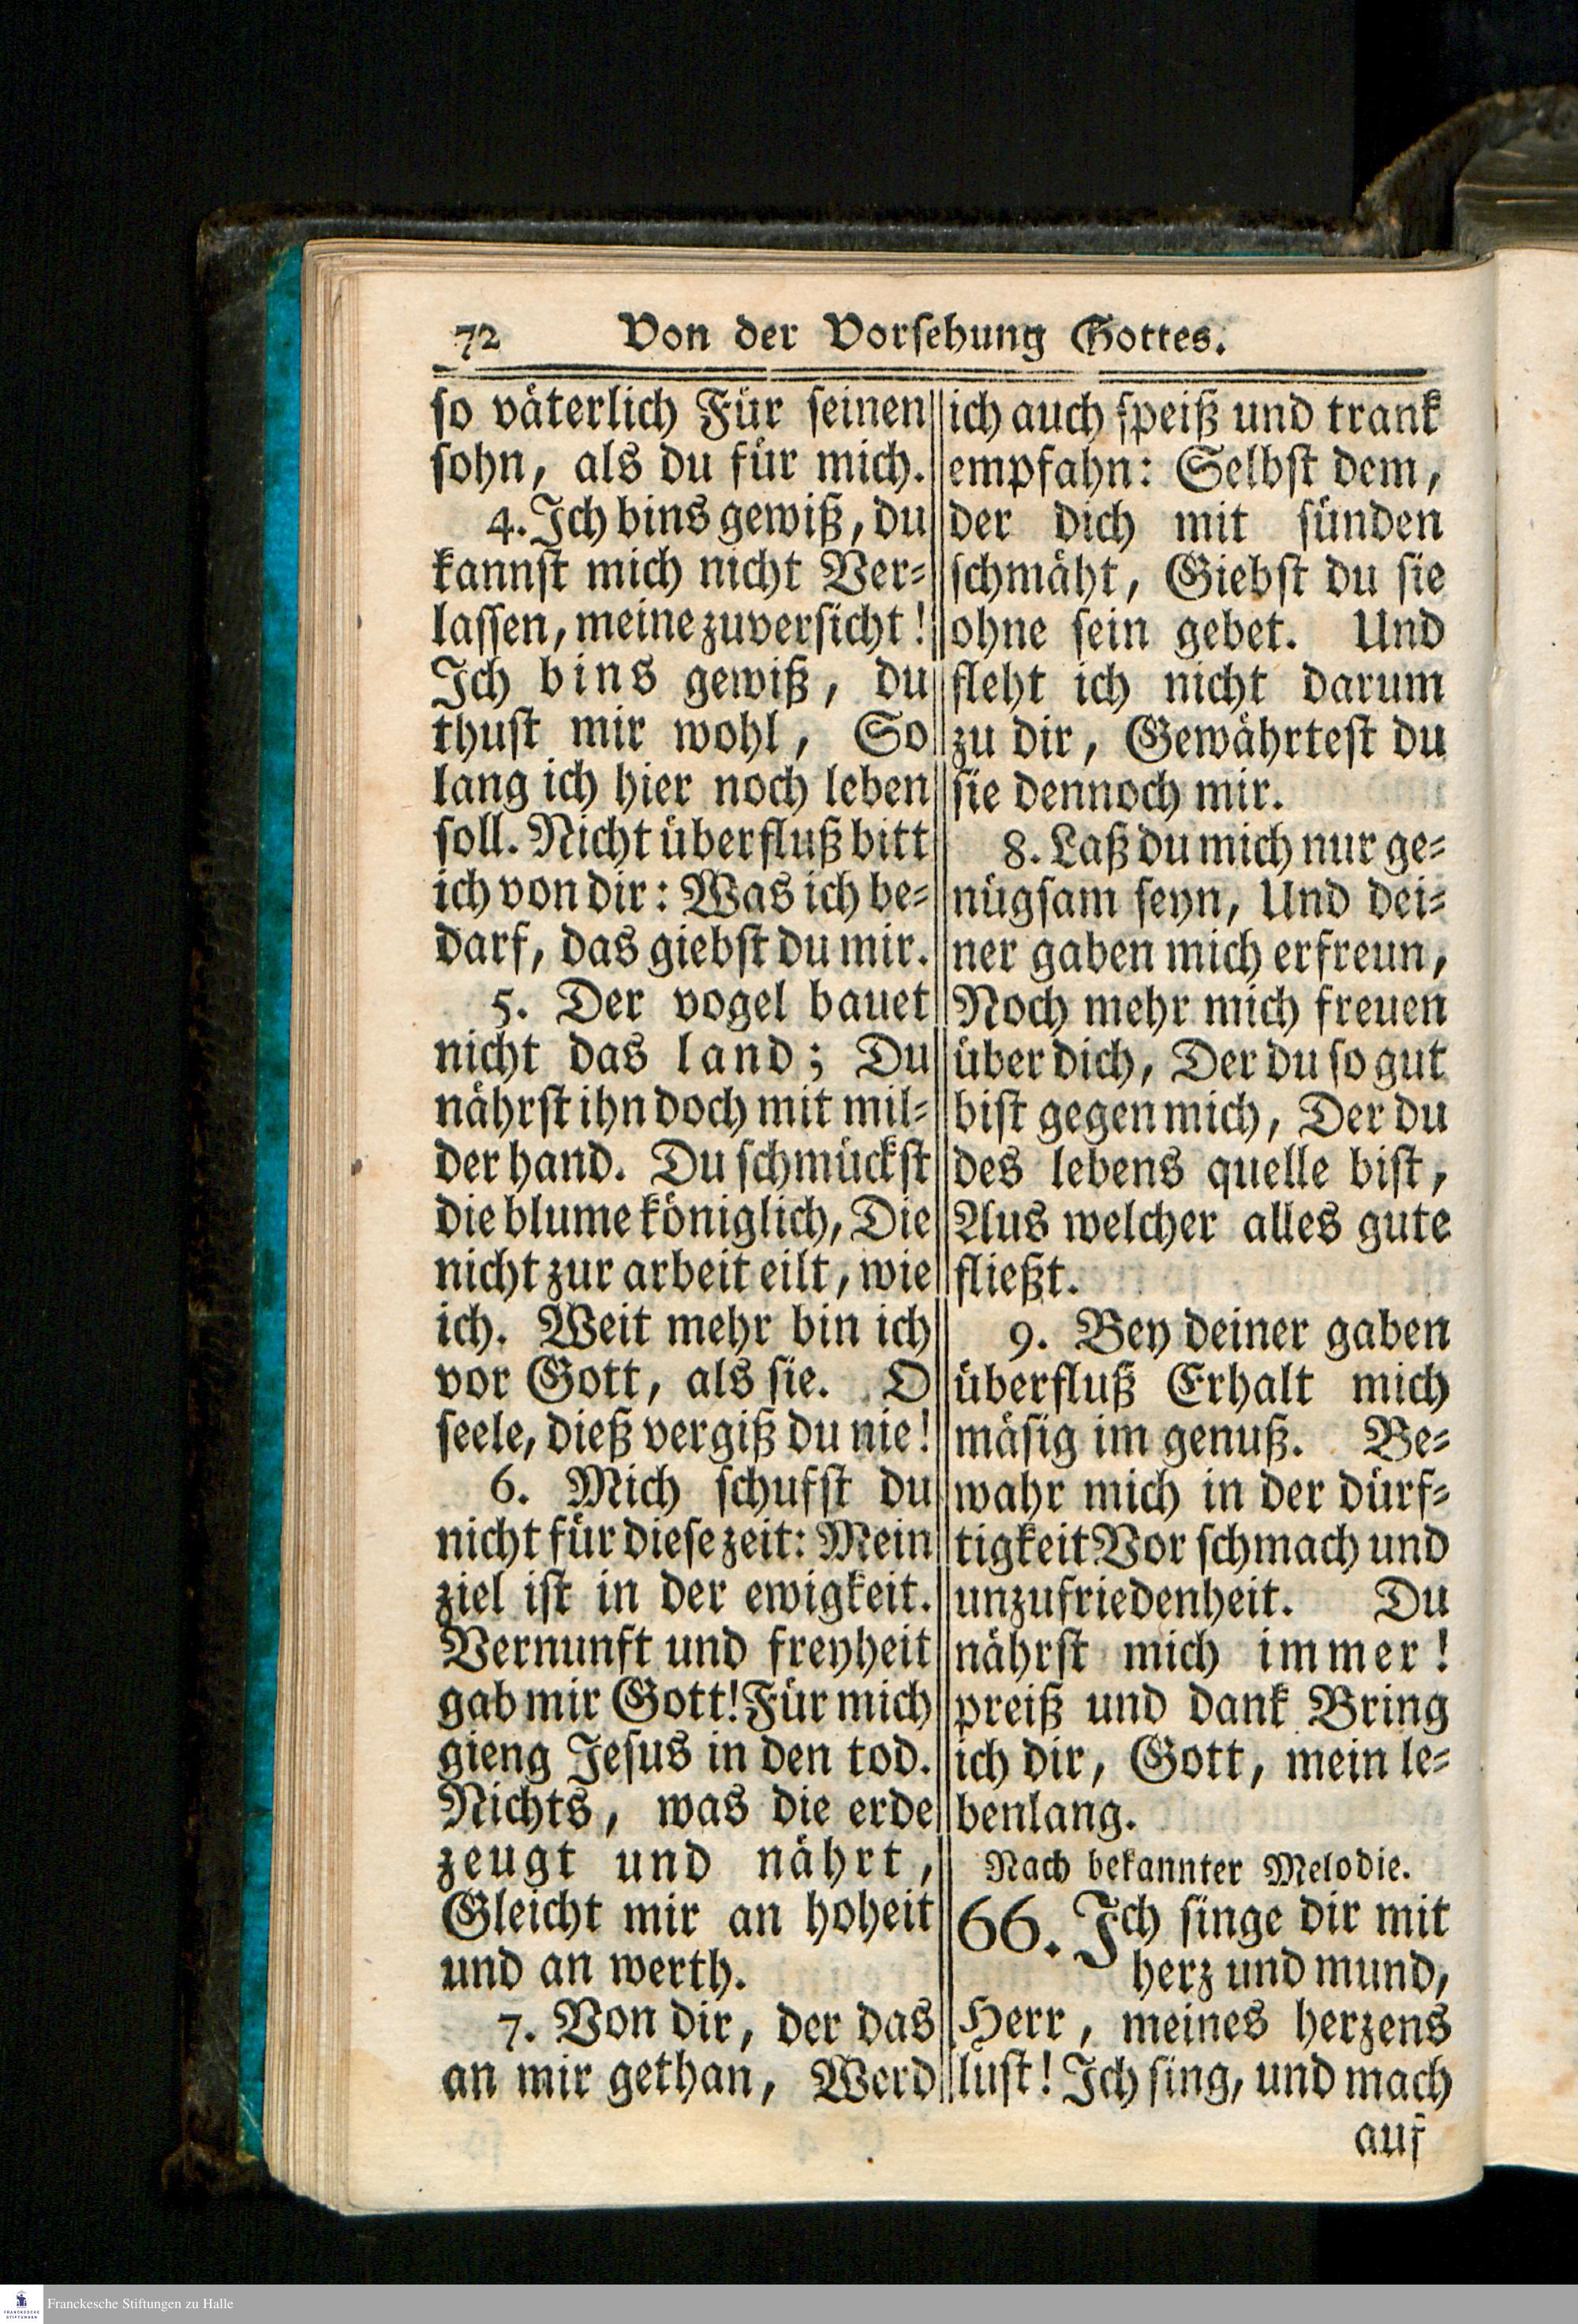 72 Von der Vorsehung Gottes.
so väterlich Für seinen
sohn, als du für mich.
4. Ich bins gewiß, du
kannst mich nicht Ver-
lassen, meine zuversicht!
Ich bins gewiß, du
thust mir wohl, So
lang ich hier noch leben
soll. Nicht überfluß bitt
ich von dir: Was ich be-
darf, das giebst du mir.
5. Der vogel bauet
nicht das land; Du
nährst ihn doch mit mil-
der hand. Du schmückst
die blume königlich, Die
nicht zur arbeit eilt, wie
ich. Weit mehr bin ich
vor Gott, als sie. O
seele, dieß vergiß du nie!
6. Mich schufst du
nicht für diese zeit: Mein
ziel ist in der ewigkeit.
Vernunft und freyheit
gab mir Gott! Für mich
gieng Jesus in den tod.
Nichts, was die erde
zeugt und nährt,
Gleicht mir an hoheit
und an werth.
7. Von dir, der das
an mir gethan, Werd
ich auch speiß und trank
empfahn: Selbst dem,
der dich mit sünden
schmäht, Giebst du sie
ohne sein gebet. Und
fleht ich nicht darum
zu dir, Gewährtest du
sie dennoch mir.
8. Laß du mich nur ge-
nügsam seyn, Und dei-
ner gaben mich erfreun,
Noch mehr mich freuen
über dich, Der du so gut
bist gegen mich, Der du
des lebens quelle bist,
Aus welcher alles gute
fließt.
9. Bey deiner gaben
überfluß Erhalt mich
mäsig im genuß. Be-
wahr mich in der dürf-
tigkeit Vor schmach und
unzufriedenheit. Du
nährst mich immer!
preiß und dank Bring
ich dir, Gott, mein le-
benlang.
Nach bekannter Melodie.
66. Ich singe dir mit
herz und mund,
Herr, meines herzens
lust! Ich sing, und mach
auf
Franckesche Stiftungen zu Halle